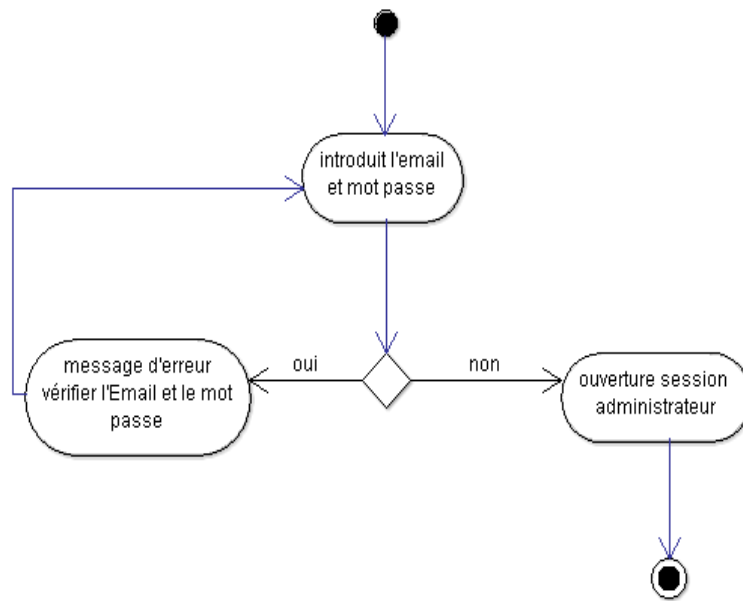 introduit l'email
et mot passe
message d'erreur
vérifier l'Email et le mot
passe
oui
non
ouverture session
administrateur